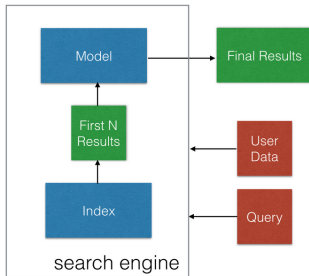 Model
Final Results
First N
Results
User
Data
Index
Query
search engine